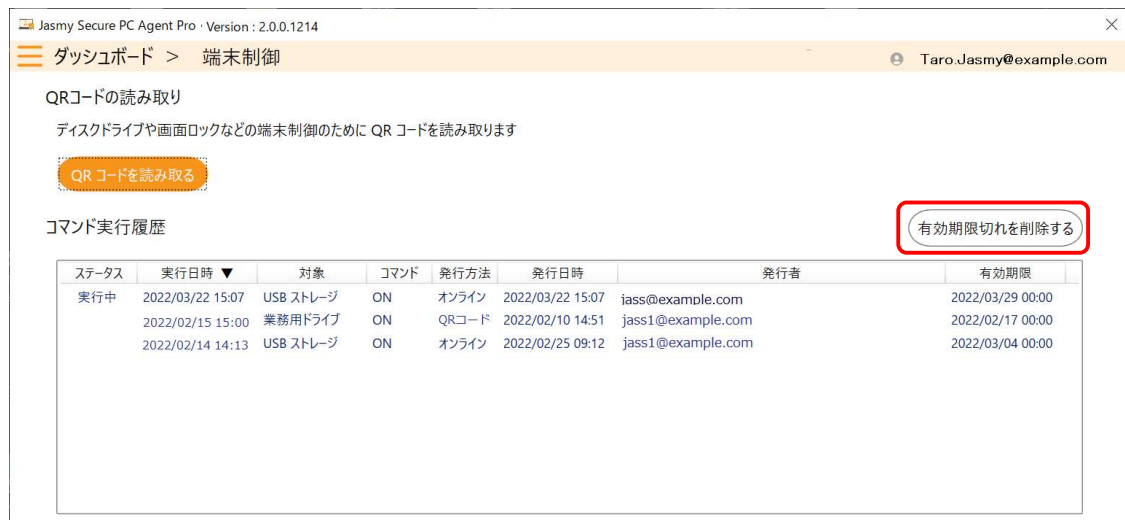 Jasmy Secure PC Agent Pro · Version : 2.0.0.1214
ダッシュボード > 端末制御 Taro.Jasmy@example.com
QRコードの読み取り
ディスクドライブや画面ロックなどの端末制御のために QR コードを読み取ります
QR コードを読み取る
コマンド実行履歴 有効期限切れを削除する
ステータス 実行日時 ▼ 対象 コマンド 発行方法 発行日時 発行者 有効期限
実行中 2022/03/22 15:07 USB ストレージ ON オンライン 2022/03/22 15:07 jass@example.com 2022/03/29 00:00
2022/02/15 15:00 業務用ドライブ ON QRコード 2022/02/10 14:51 jass1@example.com 2022/02/17 00:00
2022/02/14 14:13 USB ストレージ ON オンライン 2022/02/25 09:12 jass1@example.com 2022/03/04 00:00